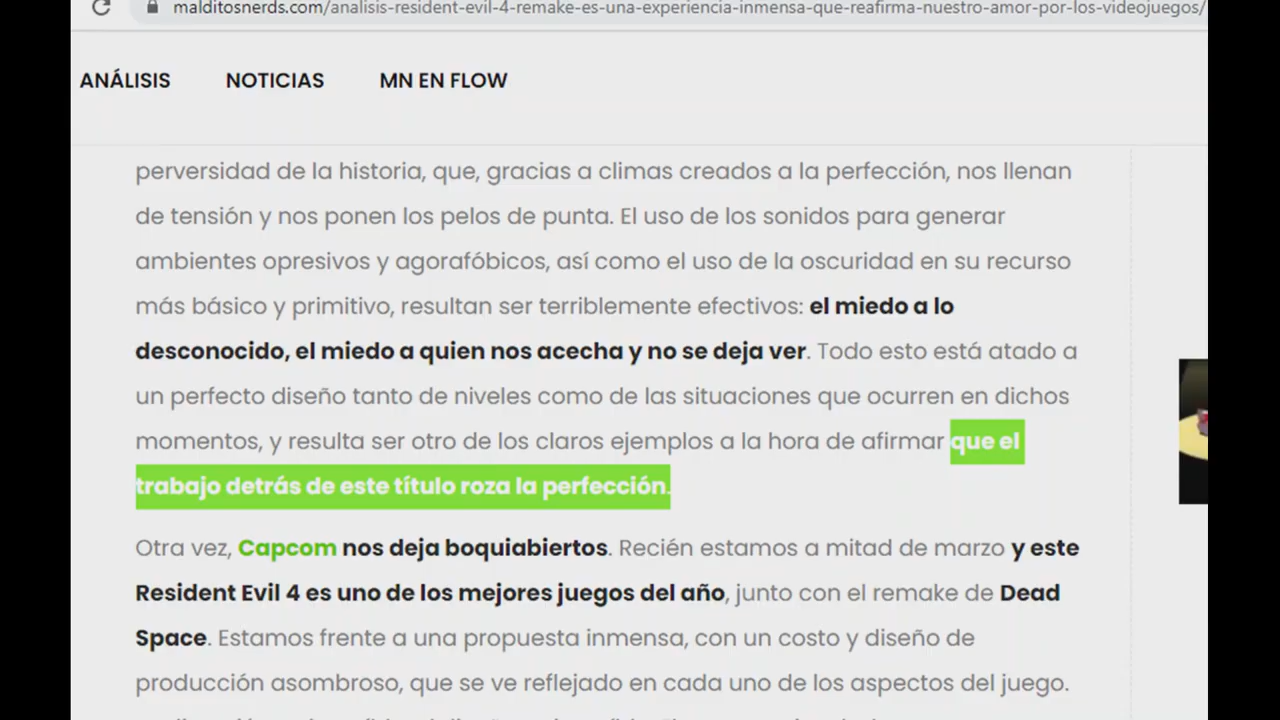 malditosnerds.com/analisis-resident-evil-4-remake-es-una-experiencia-inmensa-que-reafirma-nuestro-amor-por-los-videojuegos/
ANÁLISIS NOTICIAS MN EN FLOW
perversidad de la historia, que, gracias a climas creados a la perfección, nos llenan
de tensión y nos ponen los pelos de punta. El uso de los sonidos para generar
ambientes opresivos y agorafóbicos, así como el uso de la oscuridad en su recurso
más básico y primitivo, resultan ser terriblemente efectivos: el miedo a lo
desconocido, el miedo a quien nos acecha y no se deja ver. Todo esto está atado a
un perfecto diseño tanto de niveles como de las situaciones que ocurren en dichos
momentos, y resulta ser otro de los claros ejemplos a la hora de afirmar que el
trabajo detrás de este título roza la perfección.
Otra vez, Capcom nos deja boquiabiertos. Recién estamos a mitad de marzo y este
Resident Evil 4 es uno de los mejores juegos del año, junto con el remake de Dead
Space. Estamos frente a una propuesta inmensa, con un costo y diseño de
producción asombroso, que se ve reflejado en cada uno de los aspectos del juego.